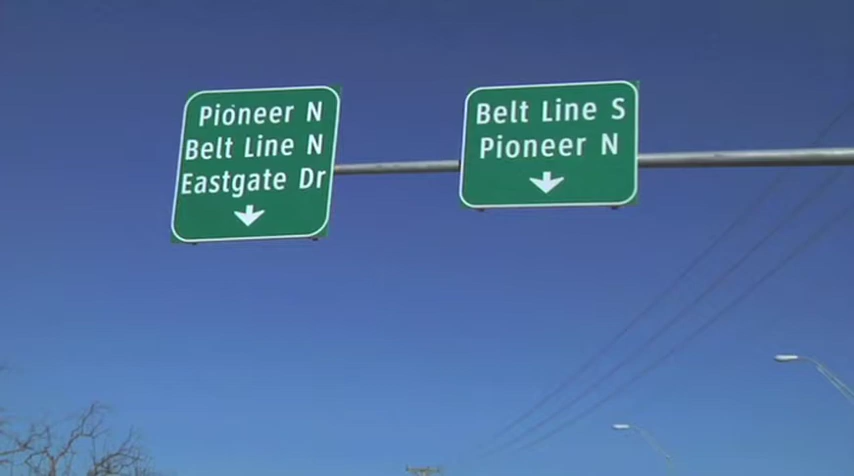 Pioneer N
Belt Line N
Eastgate Dr
Belt Line S
Pioneer N